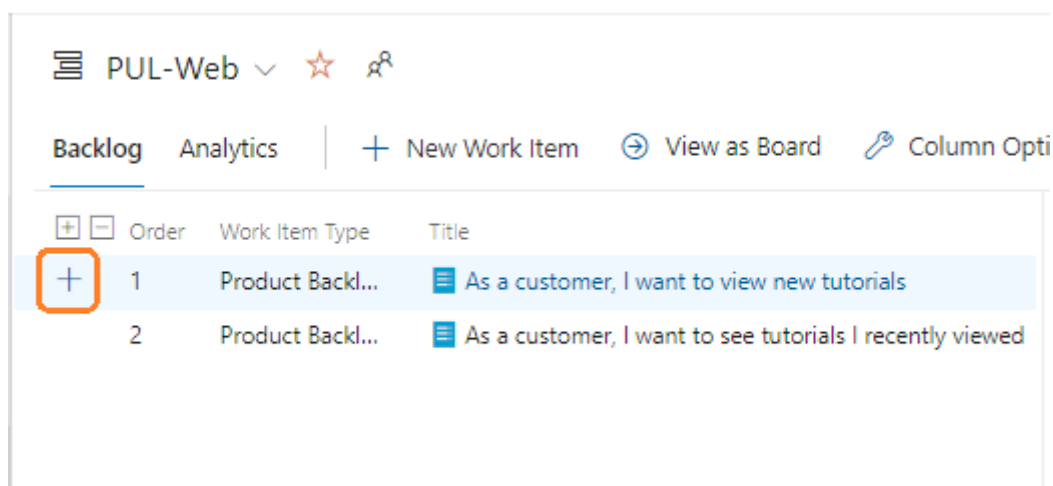 PUL-Web
Backlog Analytics New Work Item View as Board Column Opti
Order Work Item Type Title
1 Product Backl... As a customer, I want to view new tutorials
2 Product Backl... As a customer, I want to see tutorials I recently viewed